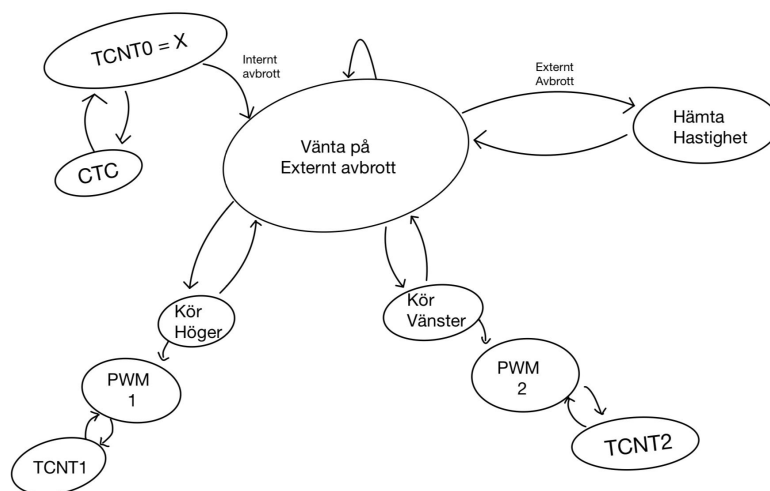 TCNT0 = X
Internt
avbrott
Externt
Avbrott
CTC
Vänta på
Externt avbrott
Hämta
Hastighet
Kör
Höger
Kör
Vänster
PWM
1
PWM
2
TCNT1
TCNT2